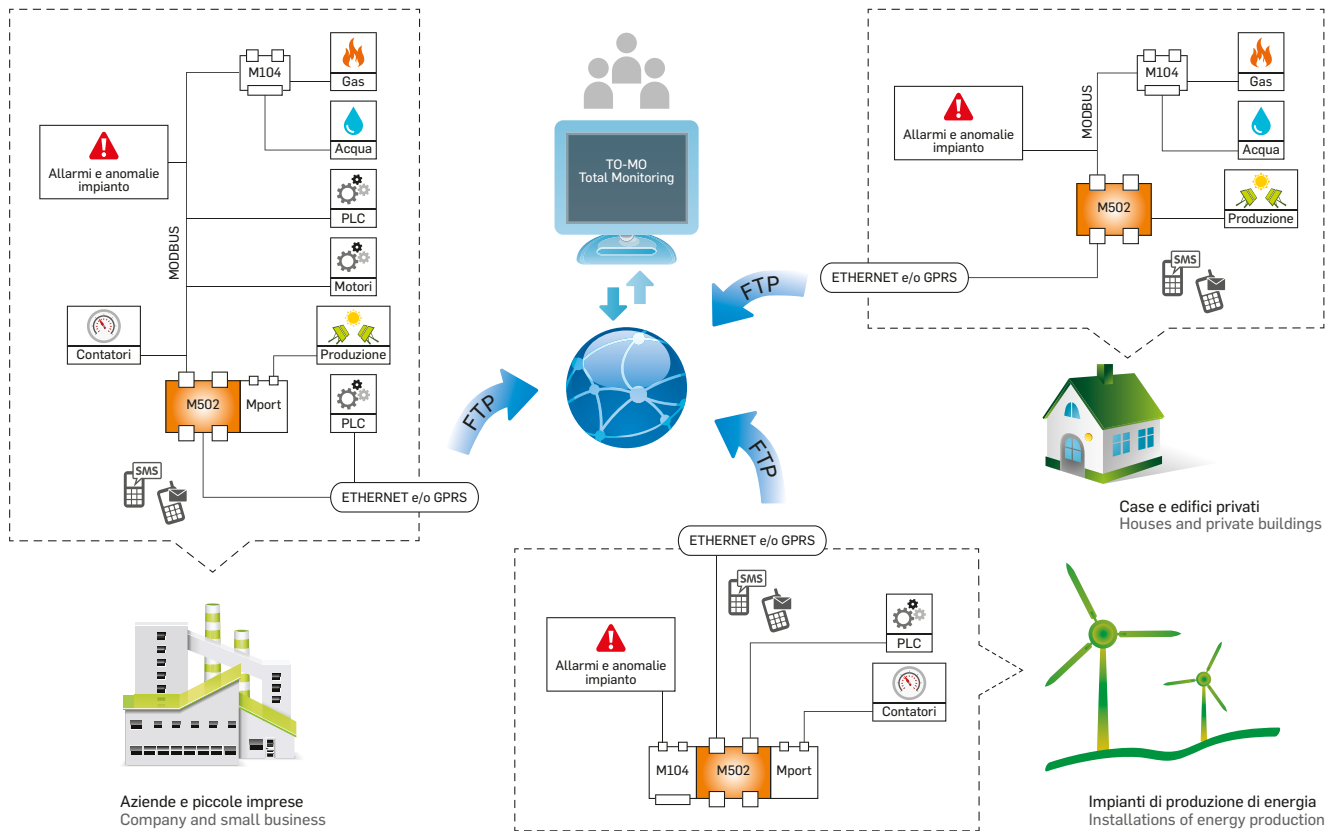 M104
Gas
Allarmi e anomalie
impianto
Acqua
PLC
MODBUS
Motori
Contatori
Produzione
M502
Mport
PLC
SMS
ETHERNET e/o GPRS
Aziende e piccole imprese
Company and small business
TO-MO
Total Monitoring
FTP
FTP
FTP
M104
Gas
MODBUS
Allarmi e anomalie
impianto
Acqua
M502
Produzione
SMS
ETHERNET e/o GPRS
Case e edifici privati
Houses and private buildings
ETHERNET e/o GPRS
SMS
PLC
Allarmi e anomalie
impianto
Contatori
M104
M502
Mport
Impianti di produzione di energia
Installations of energy production